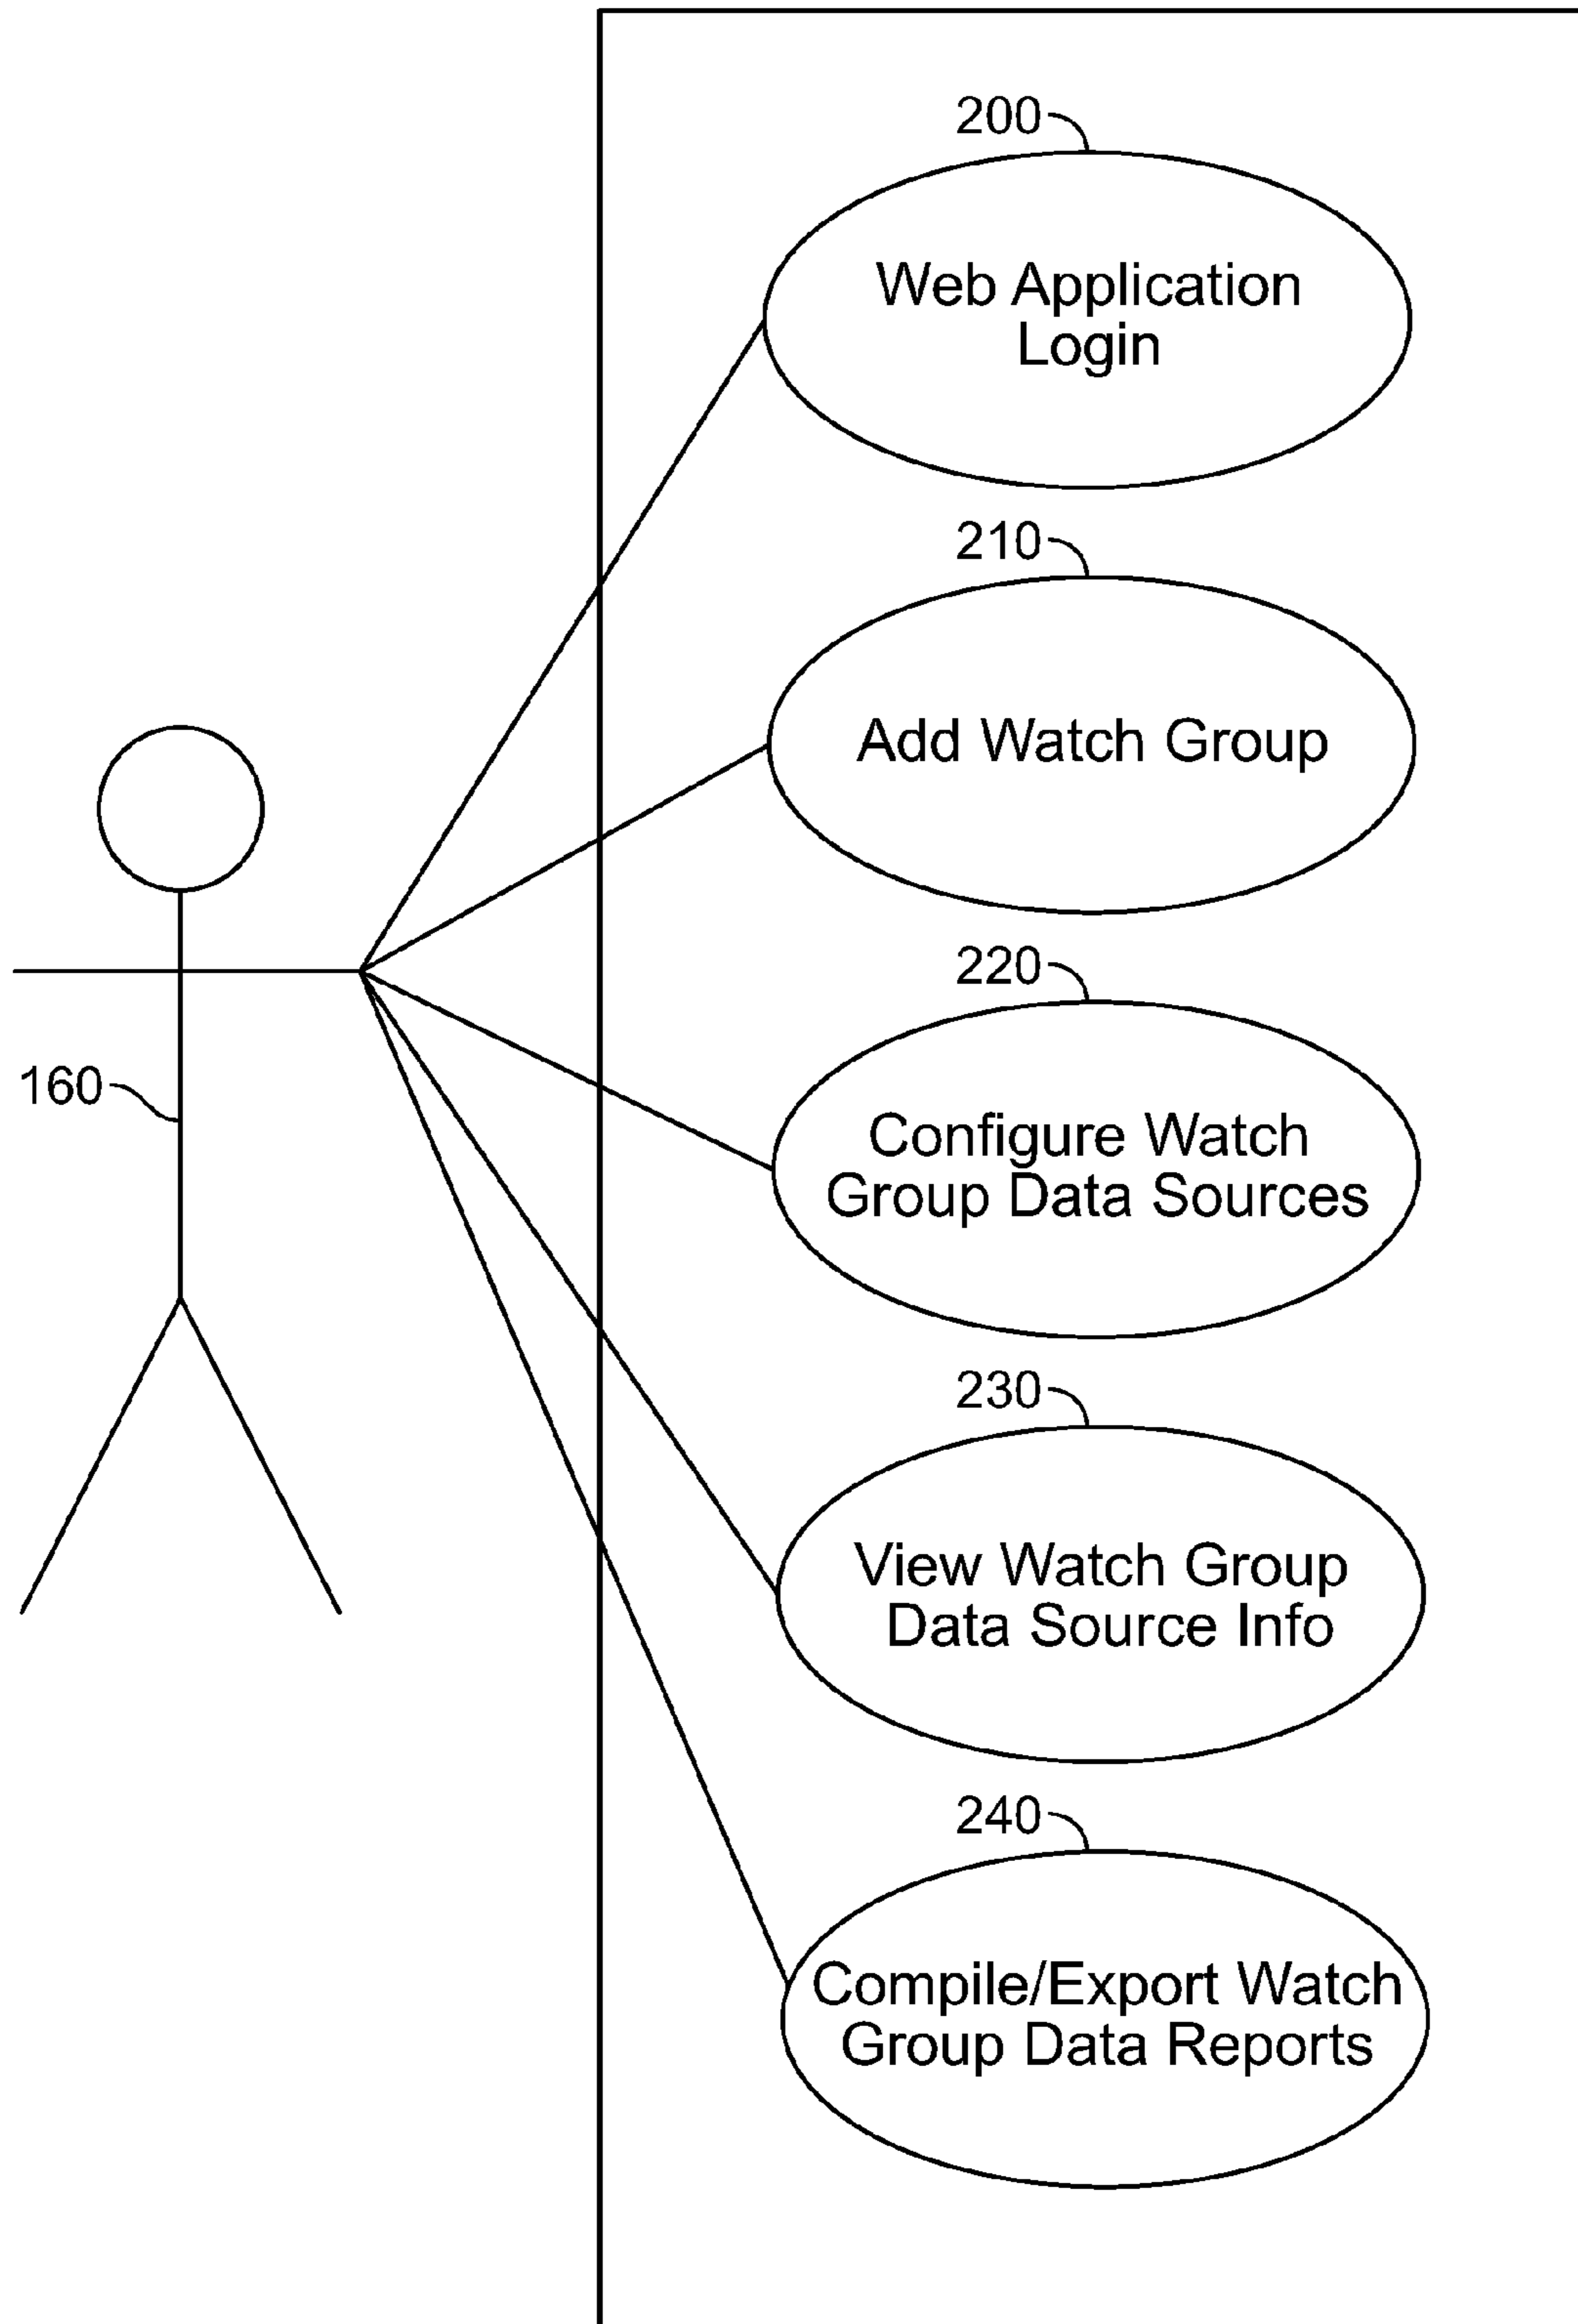 200
Web Application
Login
210
Add Watch Group
220
160
Configure Watch
Group Data Sources
230
View Watch Group
Data Source Info
240
Compile/Export Watch
Group Data Reports